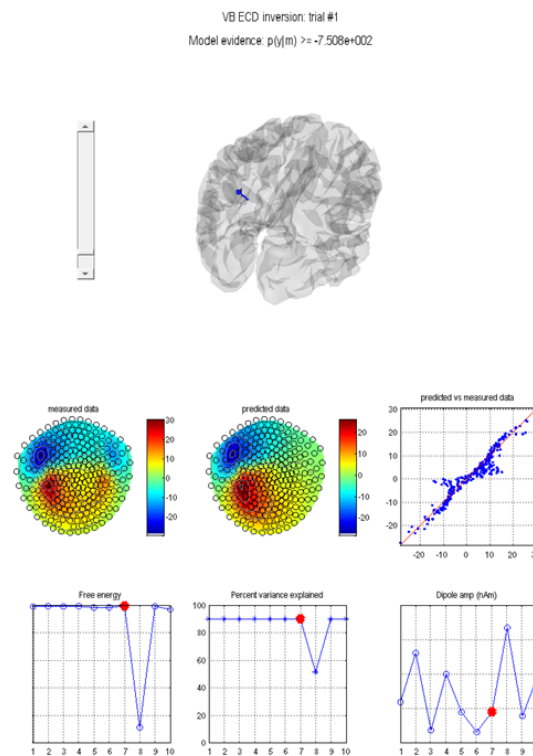 VB ECD inversion: trial #1
Model evidence: p(y|m) >= -7.508e+002
measured data
20
10
0
-10
-20
predicted data
20
10
0
-10
-20
predicted vs measured data
30
20
10
0
-10
-20
-20 -10 0 10 20 30
Free energy
1 2 3 4 5 6 7 8 9 10
Percent variance explained
100
80
60
40
20
0
1 2 3 4 5 6 7 8 9 10
Dipole amp (nAm)
1 2 3 4 5 6 7 8 9